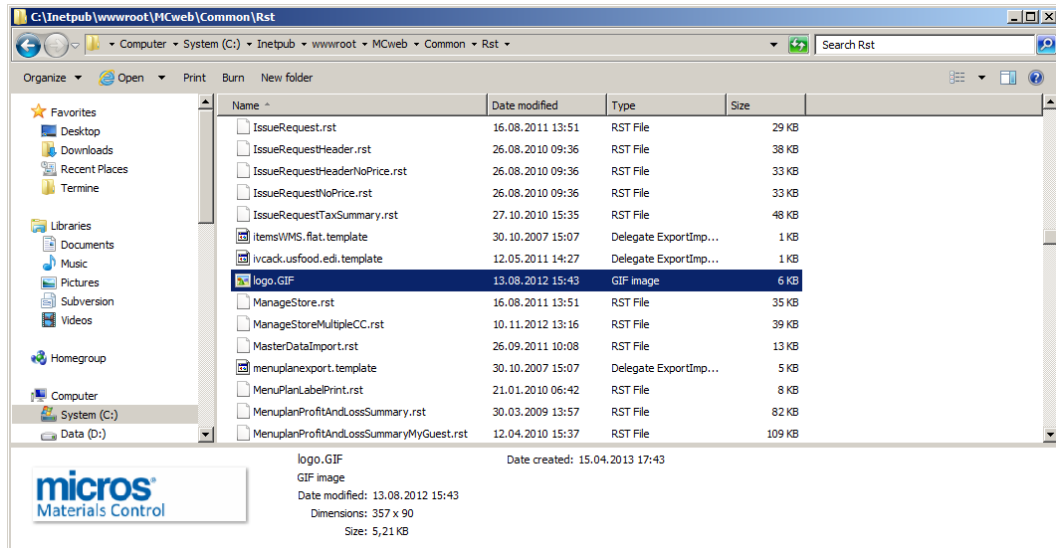 C:\Inetpub\wwwroot\MCweb\Common\Rst
Computer System (C:) Inetpub wwwroot MCweb Common Rst Search Rst
Organize Open Print Burn New folder
Favorites
Desktop
Downloads
Recent Places
Termine
Libraries
Documents
Music
Pictures
Subversion
Videos
Homegroup
Computer
System (C:)
Data (D:)
Name Date modified Type Size
IssueRequest.rst 16.08.2011 13:51 RST File 29 KB
IssueRequestHeader.rst 26.08.2010 09:36 RST File 38 KB
IssueRequestHeaderNoPrice.rst 26.08.2010 09:36 RST File 33 KB
IssueRequestNoPrice.rst 26.08.2010 09:36 RST File 33 KB
IssueRequestTaxSummary.rst 27.10.2010 15:35 RST File 48 KB
itemsWMS.flat.template 30.10.2007 15:07 Delegate ExportImp... 1 KB
ivcack.usfood.edi.template 12.05.2011 14:27 Delegate ExportImp... 1 KB
logo.GIF 13.08.2012 15:43 GIF image 6 KB
ManageStore.rst 16.08.2011 13:51 RST File 35 KB
ManageStoreMultipleCC.rst 10.11.2012 13:16 RST File 39 KB
MasterDataImport.rst 26.09.2011 10:08 RST File 13 KB
menuplanexport.template 30.10.2007 15:07 Delegate ExportImp... 5 KB
MenuPlanLabelPrint.rst 21.01.2010 06:42 RST File 8 KB
MenuplanProfitAndLossSummary.rst 30.03.2009 13:57 RST File 82 KB
MenuplanProfitAndLossSummaryMyGuest.rst 12.04.2010 15:37 RST File 109 KB
micros
Materials Control
logo.GIF Date created: 15.04.2013 17:43
GIF image
Date modified: 13.08.2012 15:43
Dimensions: 357 x 90
Size: 5,21 KB